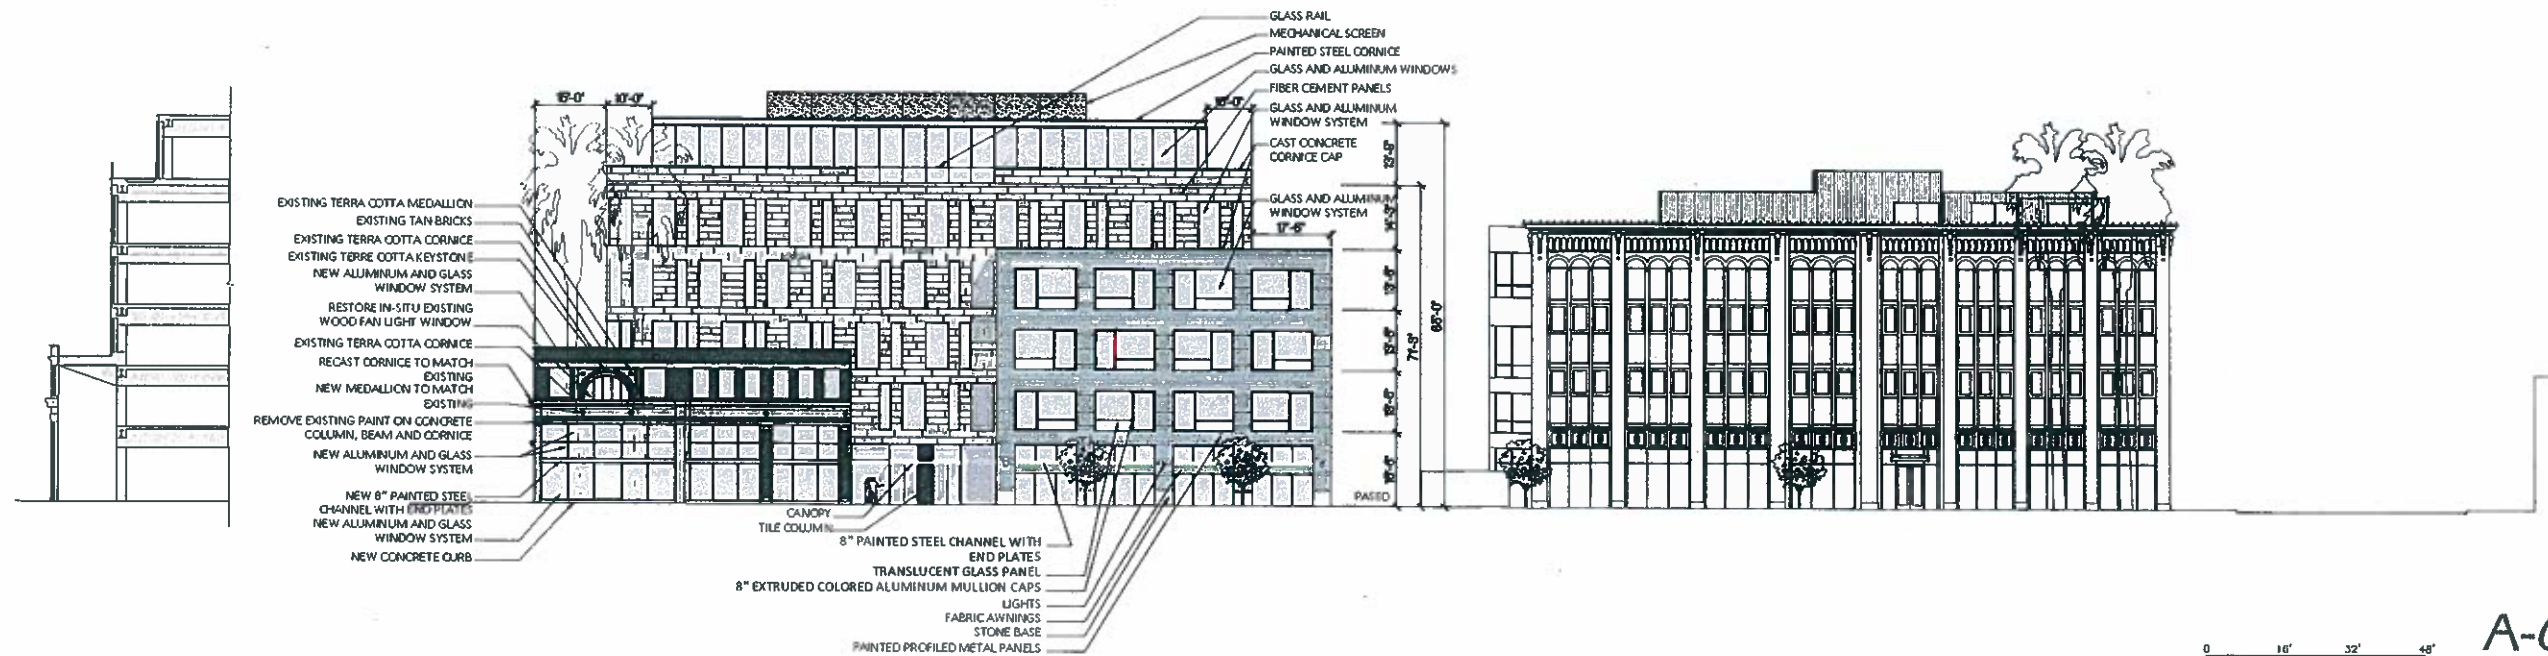 GLASS RAIL
MECHANICAL SCREEN
PAINTED STEEL CORNICE
GLASS AND ALUMINUM WINDOWS
FIBER CEMENT PANELS
GLASS AND ALUMINUM
WINDOW SYSTEM
CAST CONCRETE
CORNICE CAP
GLASS AND ALUMINUM
WINDOW SYSTEM
17'-6"
15'-0"
10'-0"
EXISTING TERRA COTTA MEDALLION
EXISTING TAN BRICKS
EXISTING TERRA COTTA CORNICE
EXISTING TERRE COTTA KEYSTONE
NEW ALUMINUM AND GLASS
WINDOW SYSTEM
RESTORE IN-SITU EXISTING
WOOD FAN LIGHT WINDOW
EXISTING TERRA COTTA CORNICE
RECAST CORNICE TO MATCH
EXISTING
NEW MEDALLION TO MATCH
EXISTING
REMOVE EXISTING PAINT ON CONCRETE
COLUMN, BEAM AND CORNICE
NEW ALUMINUM AND GLASS
WINDOW SYSTEM
NEW 8" PAINTED STEEL
CHANNEL WITH END PLATES
NEW ALUMINUM AND GLASS
WINDOW SYSTEM
NEW CONCRETE CURB
CANOPY
TILE COLUMN
8" PAINTED STEEL CHANNEL WITH
END PLATES
TRANSLUCENT GLASS PANEL
8" EXTRUDED COLORED ALUMINUM MULLION CAPS
LIGHTS
FABRIC AWNINGS
STONE BASE
PAINTED PROFILED METAL PANELS
PASEO
0 16' 32' 48'